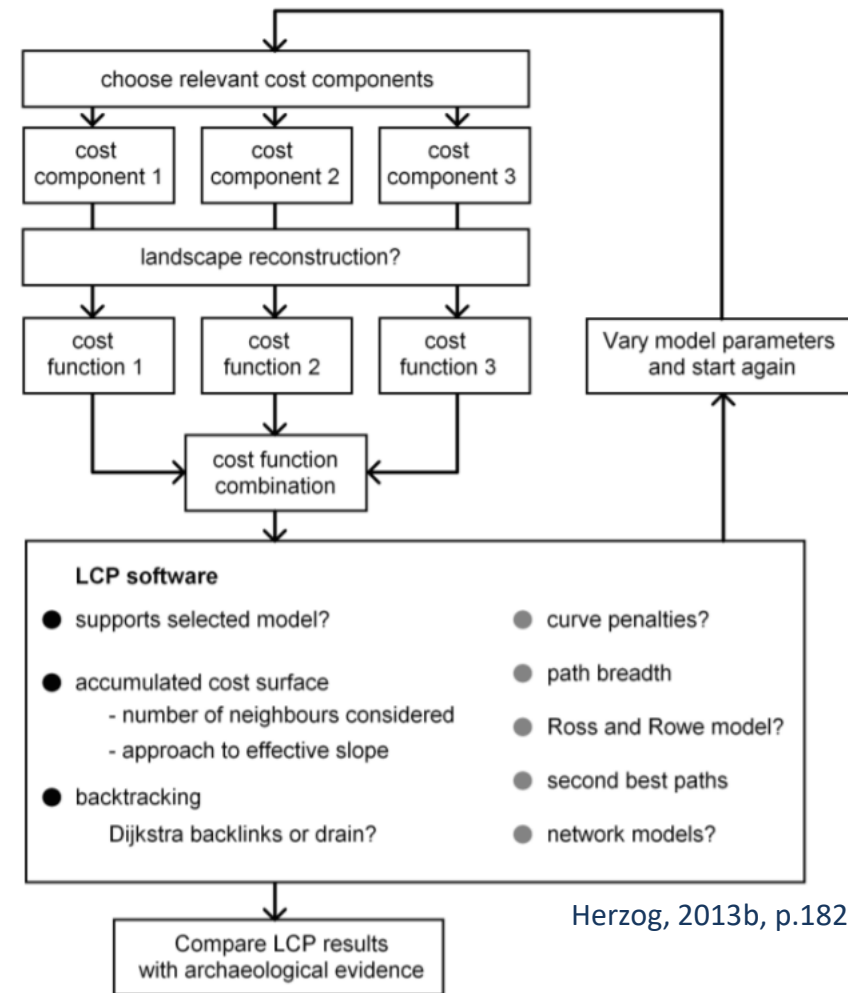 choose relevant cost components
cost
component 1
cost
component 2
cost
component 3
landscape reconstruction?
cost
function 1
cost
function 2
cost
function 3
Vary model parameters
and start again
cost function
combination
LCP software
supports selected model?
accumulated cost surface
- number of neighbours considered
- approach to effective slope
backtracking
Dijkstra backlinks or drain?
curve penalties?
path breadth
Ross and Rowe model?
second best paths
network models?
Herzog, 2013b, p.182
Compare LCP results
with archaeological evidence